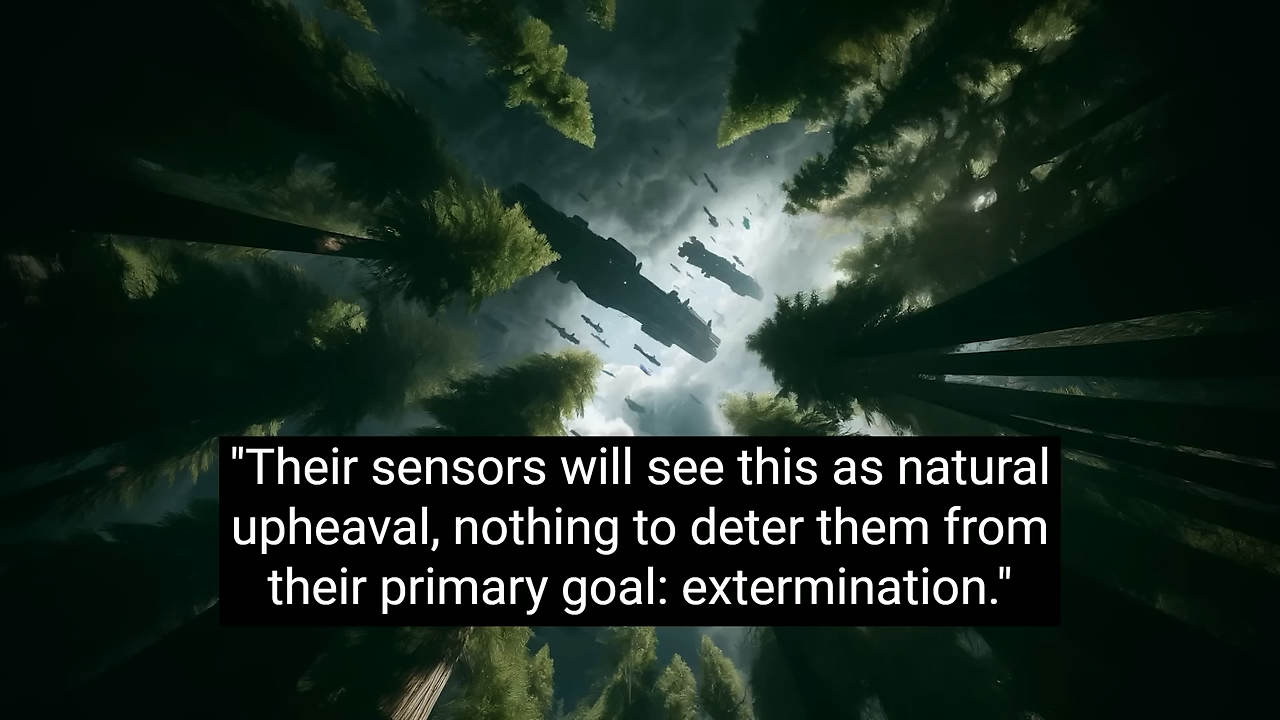 "Their sensors will see this as natural
upheaval, nothing to deter them from
their primary goal: extermination."